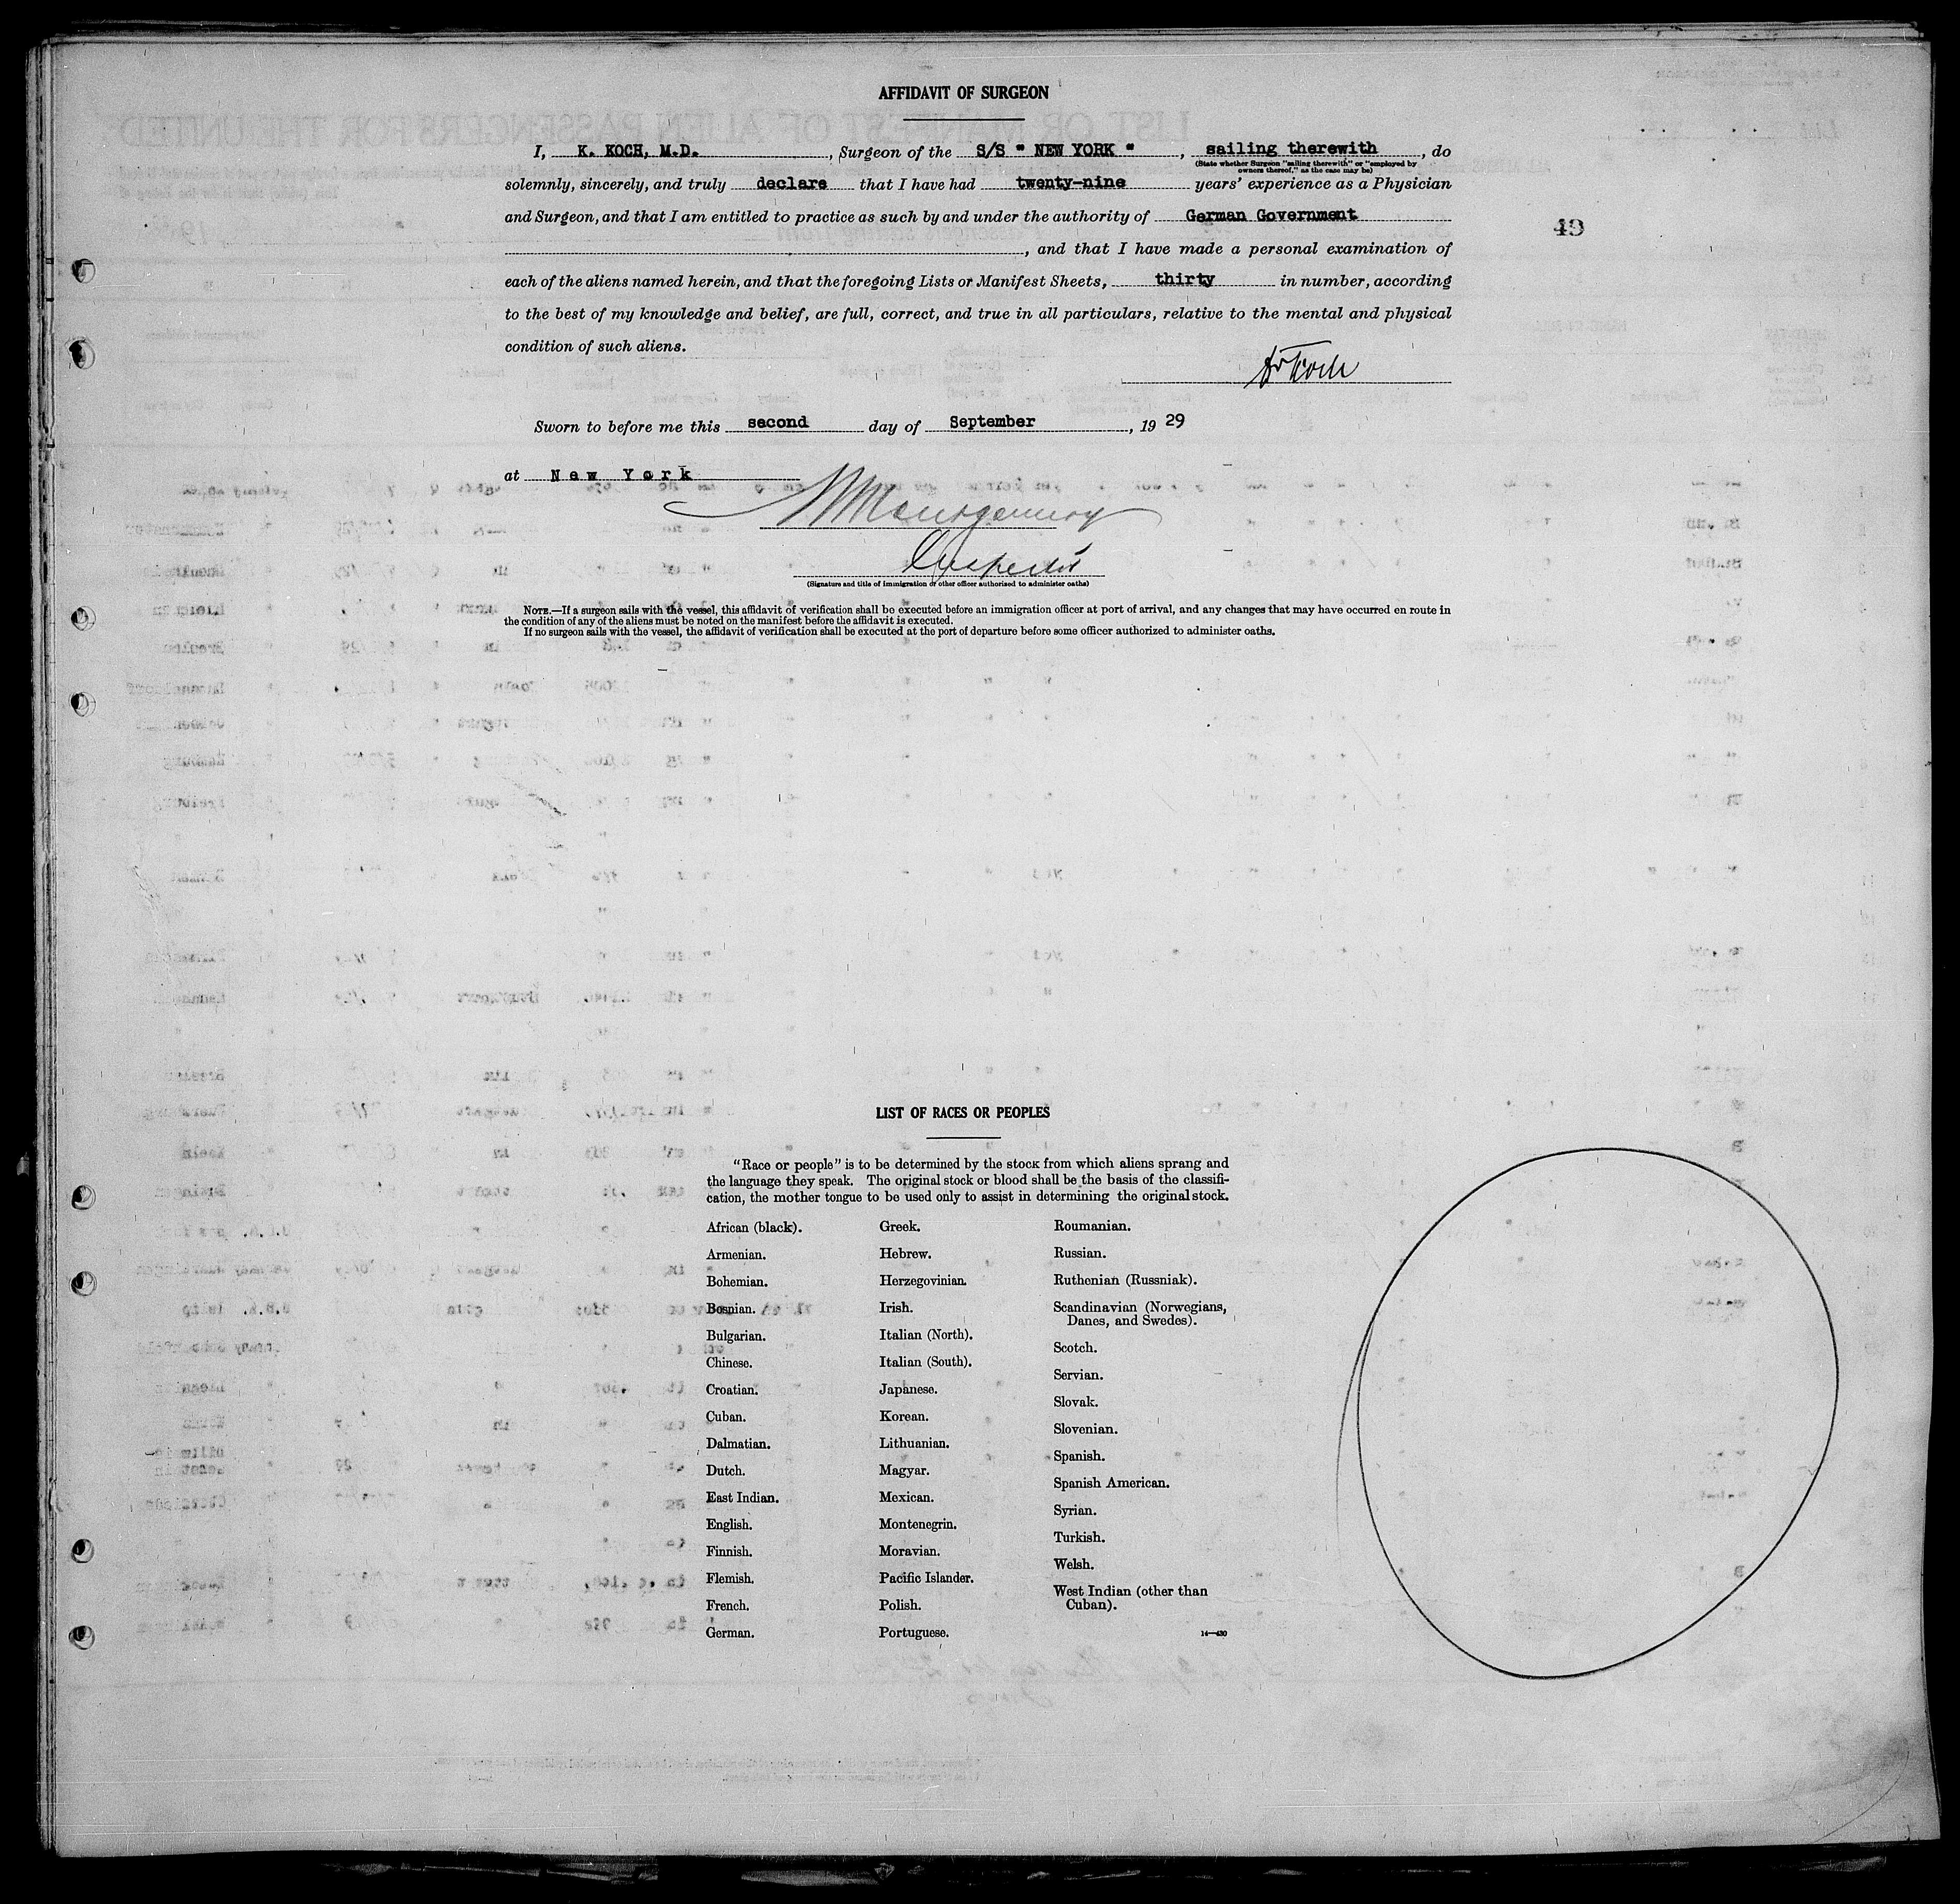 AFFIDAVIT OF SURGEON
I, K. KOCH, M.D., Surgeon of the S/S " NEW YORK ", sailing therewith, do
(State whether Surgeon "sailing therewith" or "employed by
owners thereof," as the case may be)
solemnly, sincerely, and truly declare that I have had twenty-nine years' experience as a Physician
and Surgeon, and that I am entitled to practice as such by and under the authority of German Government
49
, and that I have made a personal examination of
each of the aliens named herein, and that the foregoing Lists or Manifest Sheets, thirty in number, according
to the best of my knowledge and belief, are full, correct, and true in all particulars, relative to the mental and physical
condition of such aliens.
Dr Koch
Sworn to before me this second day of September, 19 29
at New York
Montgomery
Inspector
(Signature and title of immigration or other officer authorized to administer oaths)
NOTE.—If a surgeon sails with the vessel, this affidavit of verification shall be executed before an immigration officer at port of arrival, and any changes that may have occurred en route in
the condition of any of the aliens must be noted on the manifest before the affidavit is executed.
If no surgeon sails with the vessel, the affidavit of verification shall be executed at the port of departure before some officer authorized to administer oaths.
LIST OF RACES OR PEOPLES
"Race or people" is to be determined by the stock from which aliens sprang and
the language they speak. The original stock or blood shall be the basis of the classifi-
cation, the mother tongue to be used only to assist in determining the original stock.
African (black).
Armenian.
Bohemian.
Bosnian.
Bulgarian.
Chinese.
Croatian.
Cuban.
Dalmatian.
Dutch.
East Indian.
English.
Finnish.
Flemish.
French.
German.
Greek.
Hebrew.
Herzegovinian.
Irish.
Italian (North).
Italian (South).
Japanese.
Korean.
Lithuanian.
Magyar.
Mexican.
Montenegrin.
Moravian.
Pacific Islander.
Polish.
Portuguese.
Roumanian.
Russian.
Ruthenian (Russniak).
Scandinavian (Norwegians,
Danes, and Swedes).
Scotch.
Servian.
Slovak.
Slovenian.
Spanish.
Spanish American.
Syrian.
Turkish.
Welsh.
West Indian (other than
Cuban).
14—430